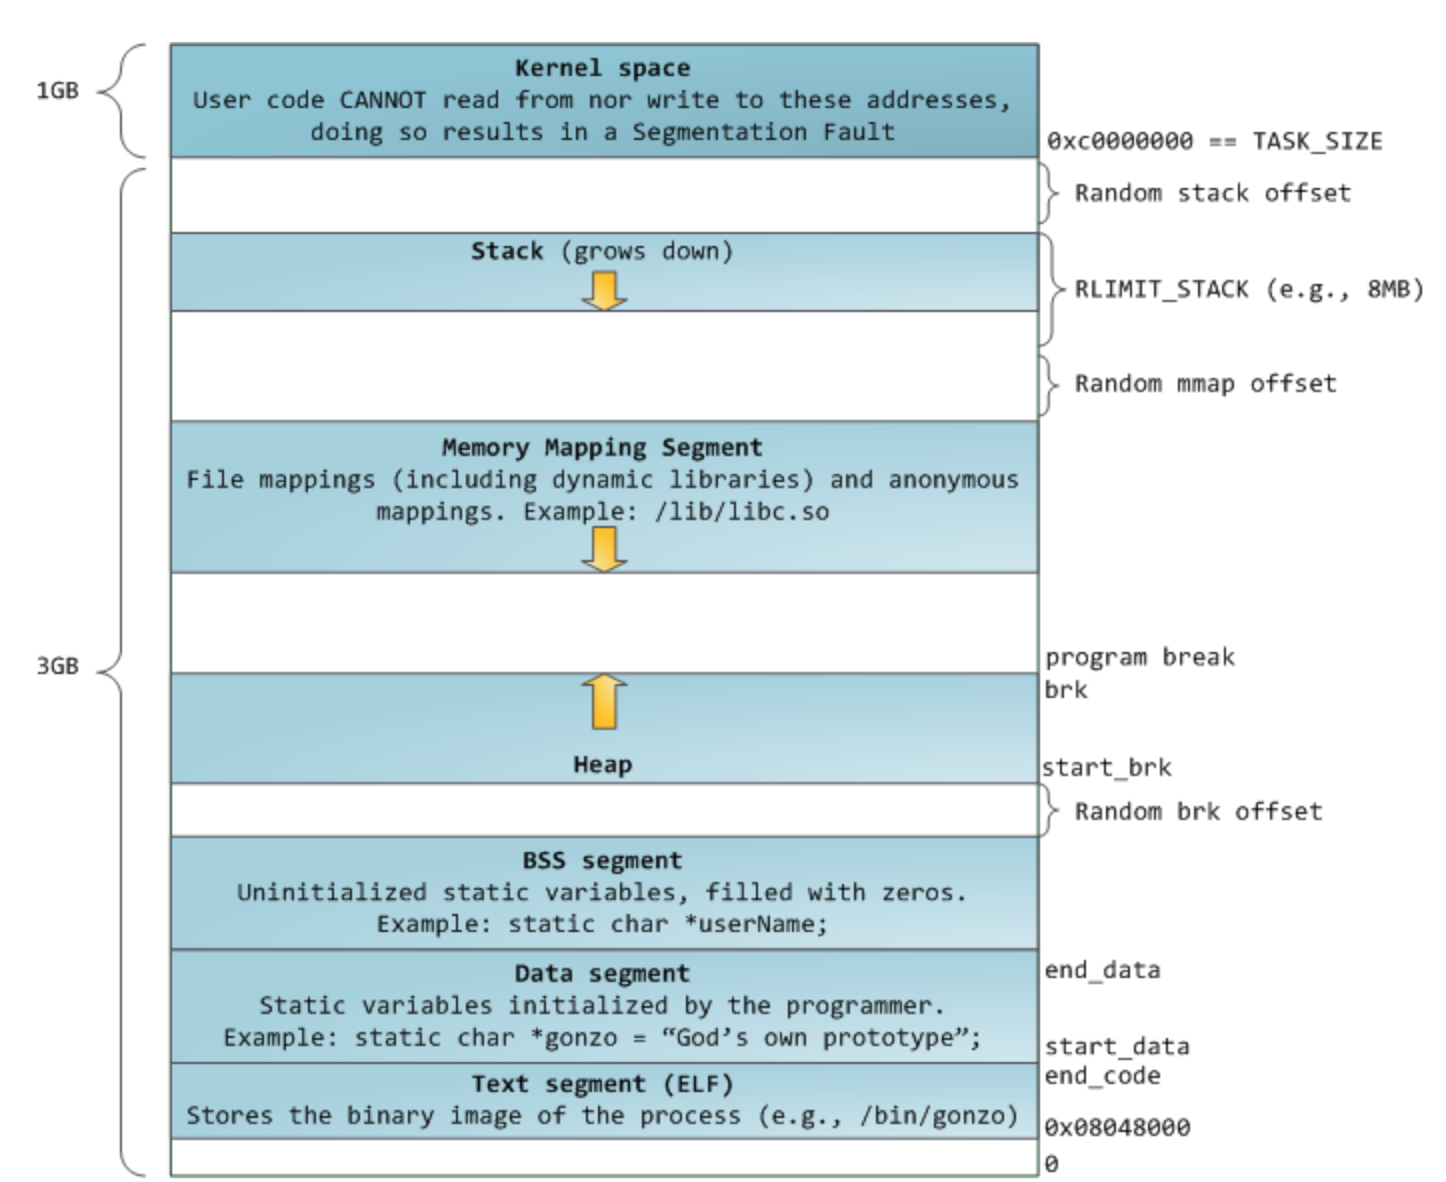 1GB
Kernel space
User code CANNOT read from nor write to these addresses,
doing so results in a Segmentation Fault
0xc0000000 == TASK_SIZE
Random stack offset
Stack (grows down)
RLIMIT_STACK (e.g., 8MB)
Random mmap offset
Memory Mapping Segment
File mappings (including dynamic libraries) and anonymous
mappings. Example: /lib/libc.so
3GB
program break
brk
Heap
start_brk
Random brk offset
BSS segment
Uninitialized static variables, filled with zeros.
Example: static char *userName;
Data segment
end_data
Static variables initialized by the programmer.
Example: static char *gonzo = “God’s own prototype”;
start_data
end_code
Text segment (ELF)
Stores the binary image of the process (e.g., /bin/gonzo)
0x08048000
0